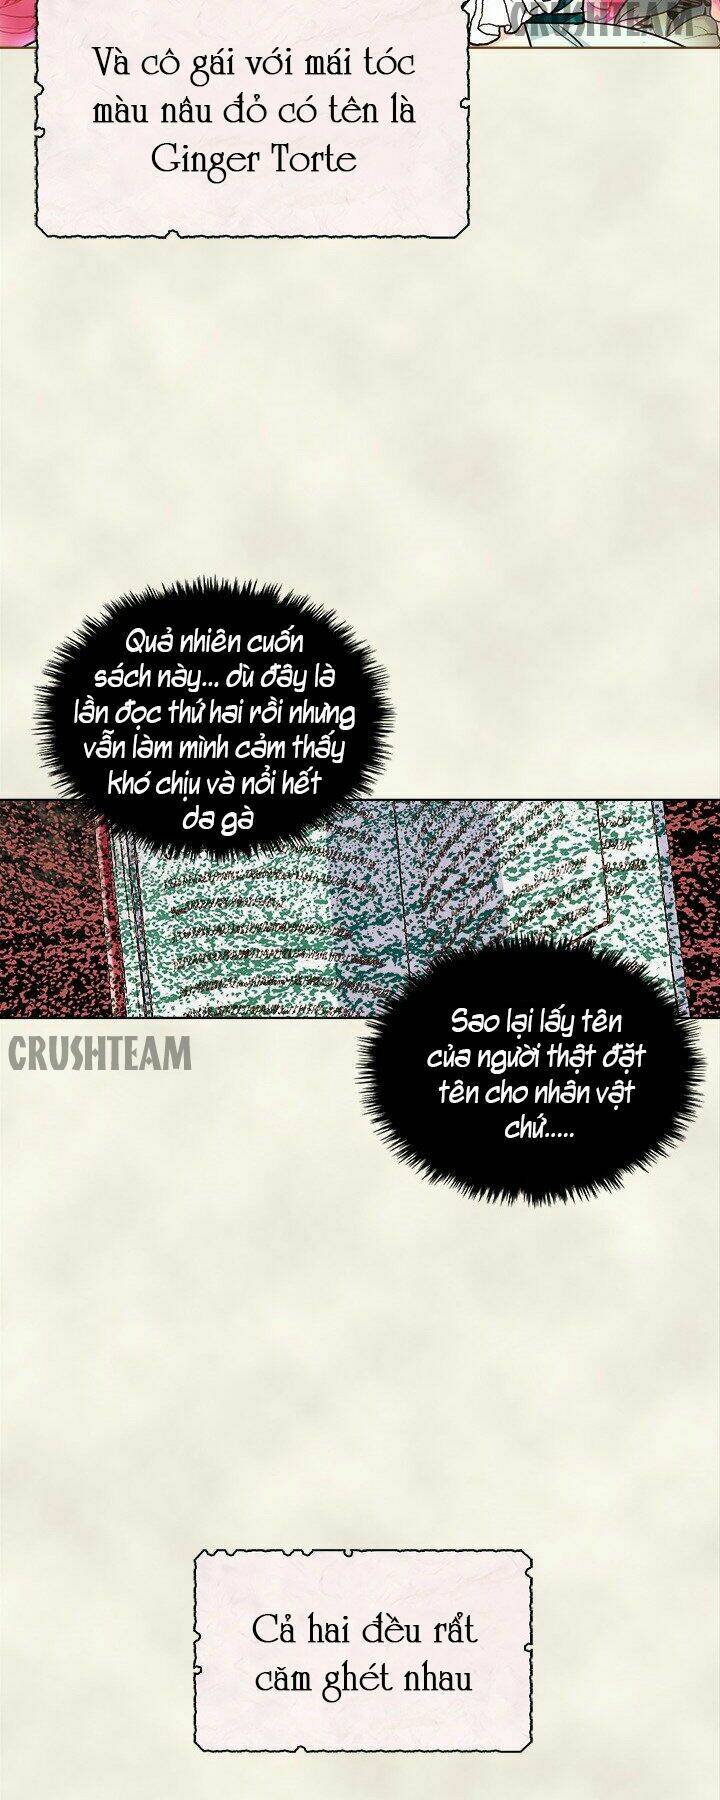 CRUSHTEAM
Và cô gái với mái tóc
màu nâu đỏ có tên là
Ginger Torte
Quả nhiên cuốn
sách này... dù đây là
lần đọc thứ hai rồi nhưng
vẫn làm mình cảm thấy
khó chịu và nổi hết
da gà
CRUSHTEAM
Sao lại lấy tên
của người thật đặt
tên cho nhân vật
chứ.....
Cả hai đều rất
căm ghét nhau